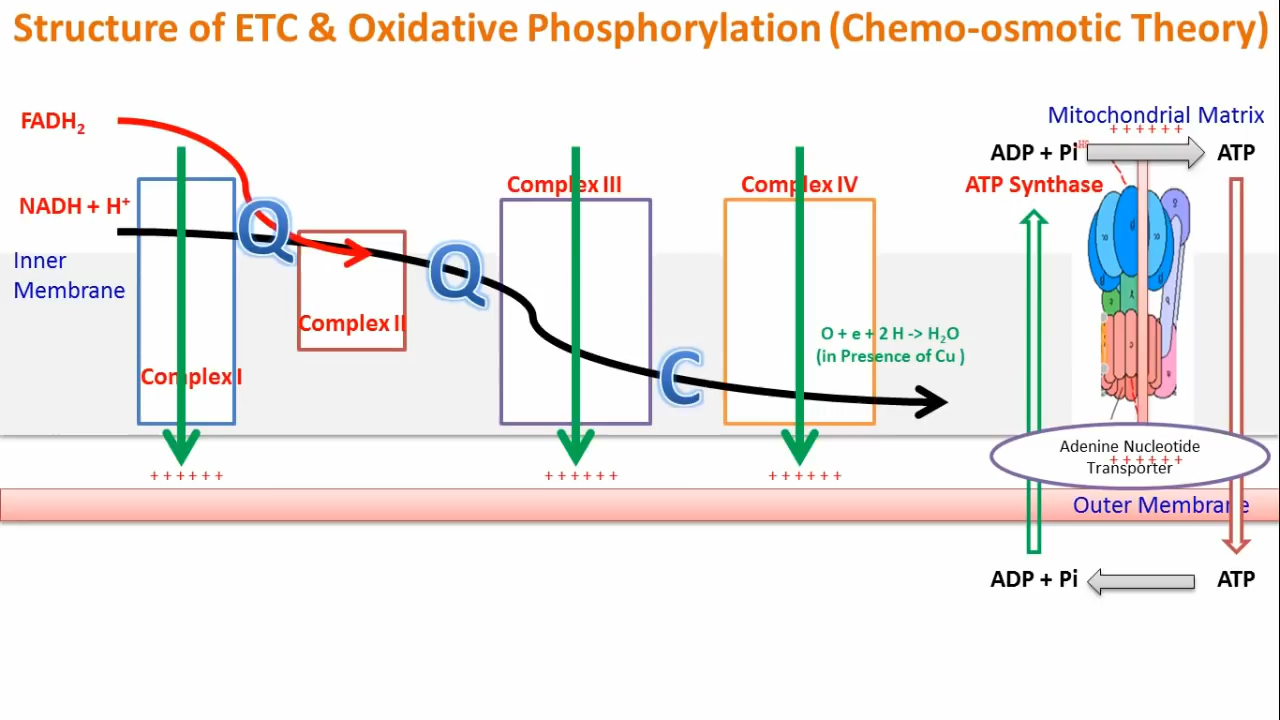 Structure of ETC & Oxidative Phosphorylation (Chemo-osmotic Theory)
FADH₂
Mitochondrial Matrix
++++++
ADP + Pi
ATP
Complex III
Complex IV
ATP Synthase
NADH + H⁺
Q
Q
Inner
Membrane
Complex II
O + e + 2 H -> H₂O
(in Presence of Cu )
Complex I
C
Adenine Nucleotide
Transporter
++++++
++++++
++++++
++++++
Outer Membrane
ADP + Pi
ATP